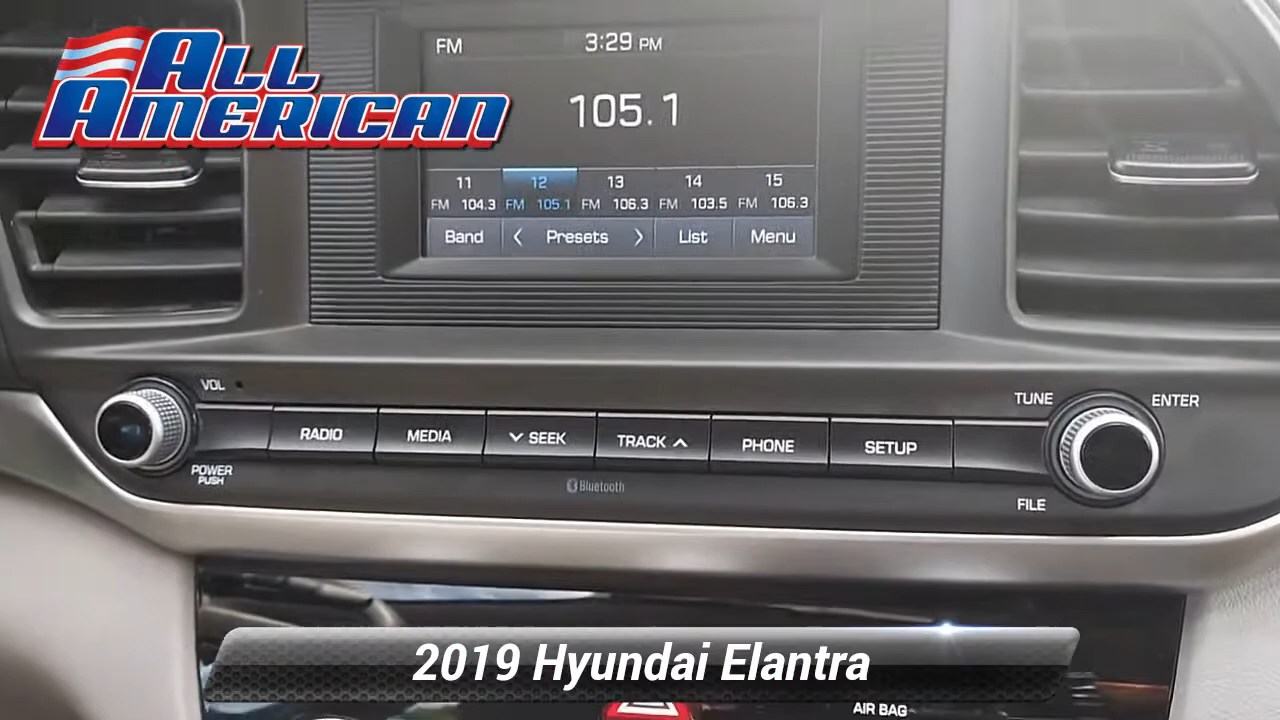 ALL
AMERICAN
FM 3:29 PM
105.1
11 12 13 14 15
FM 104.3 FM 105.1 FM 106.3 FM 103.5 FM 106.3
Band < Presets > List Menu
VOL
TUNE ENTER
RADIO MEDIA ∨ SEEK TRACK ∧ PHONE SETUP
POWER
PUSH
Bluetooth
FILE
2019 Hyundai Elantra
AIR BAG